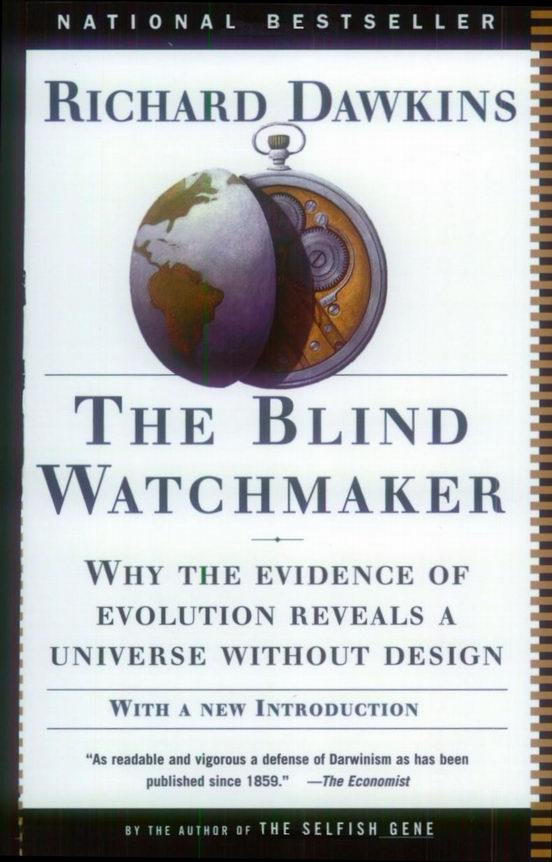 NATIONAL BESTSELLER
RICHARD DAWKINS
THE BLIND
WATCHMAKER
WHY THE EVIDENCE OF
EVOLUTION REVEALS A
UNIVERSE WITHOUT DESIGN
WITH A NEW INTRODUCTION
“As readable and vigorous a defense of Darwinism as has been
published since 1859.” —The Economist
BY THE AUTHOR OF THE SELFISH GENE